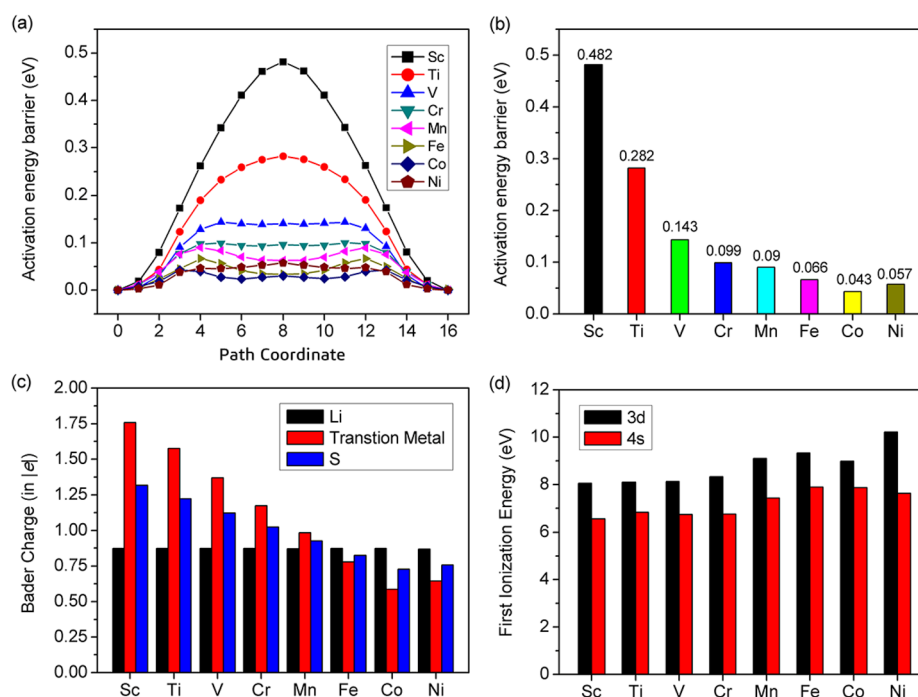 (a)
Activation energy barrier (eV)
0.5
0.4
0.3
0.2
0.1
0.0
Sc
Ti
V
Cr
Mn
Fe
Co
Ni
0 2 4 6 8 10 12 14 16
Path Coordinate
(b)
Activation energy barrier (eV)
0.5
0.4
0.3
0.2
0.1
0.0
0.482
0.282
0.143
0.099
0.09
0.066
0.043
0.057
Sc Ti V Cr Mn Fe Co Ni
(c)
Bader Charge (in |e|)
2.00
1.75
1.50
1.25
1.00
0.75
0.50
0.25
0.00
Li
Transtion Metal
S
Sc Ti V Cr Mn Fe Co Ni
(d)
First Ionization Energy (eV)
12
10
8
6
4
2
0
3d
4s
Sc Ti V Cr Mn Fe Co Ni